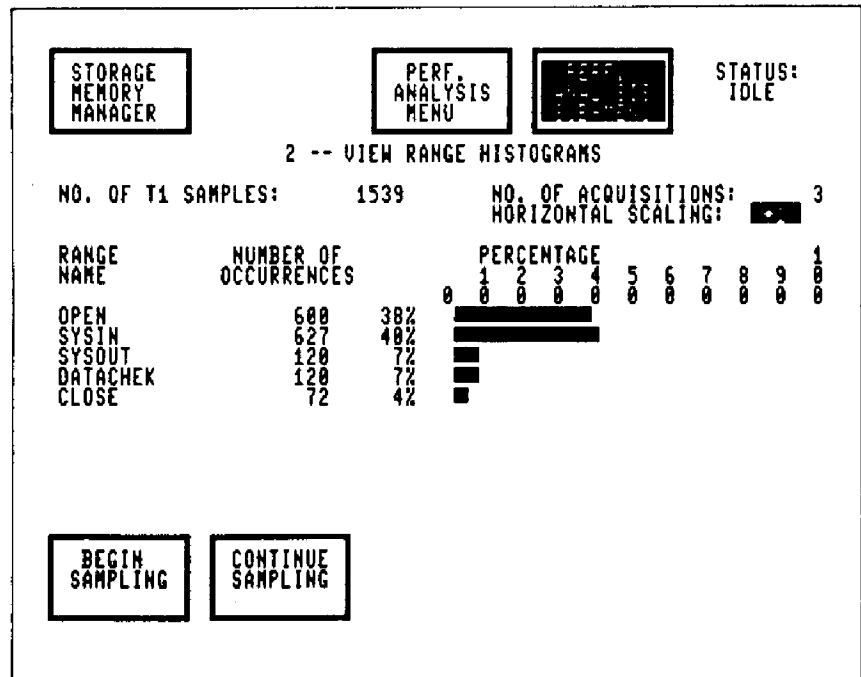 STORAGE
MEMORY
MANAGER
PERF.
ANALYSIS
MENU
STATUS:
IDLE
2 -- VIEW RANGE HISTOGRAMS
NO. OF T1 SAMPLES: 1539 NO. OF ACQUISITIONS: 3
HORIZONTAL SCALING:
RANGE NUMBER OF PERCENTAGE 1
NAME OCCURRENCES 1 2 3 4 5 6 7 8 9 0
0 0 0 0 0 0 0 0 0 0 0
OPEN 600 38%
SYSIN 627 40%
SYSOUT 120 7%
DATACHEK 120 7%
CLOSE 72 4%
BEGIN
SAMPLING
CONTINUE
SAMPLING